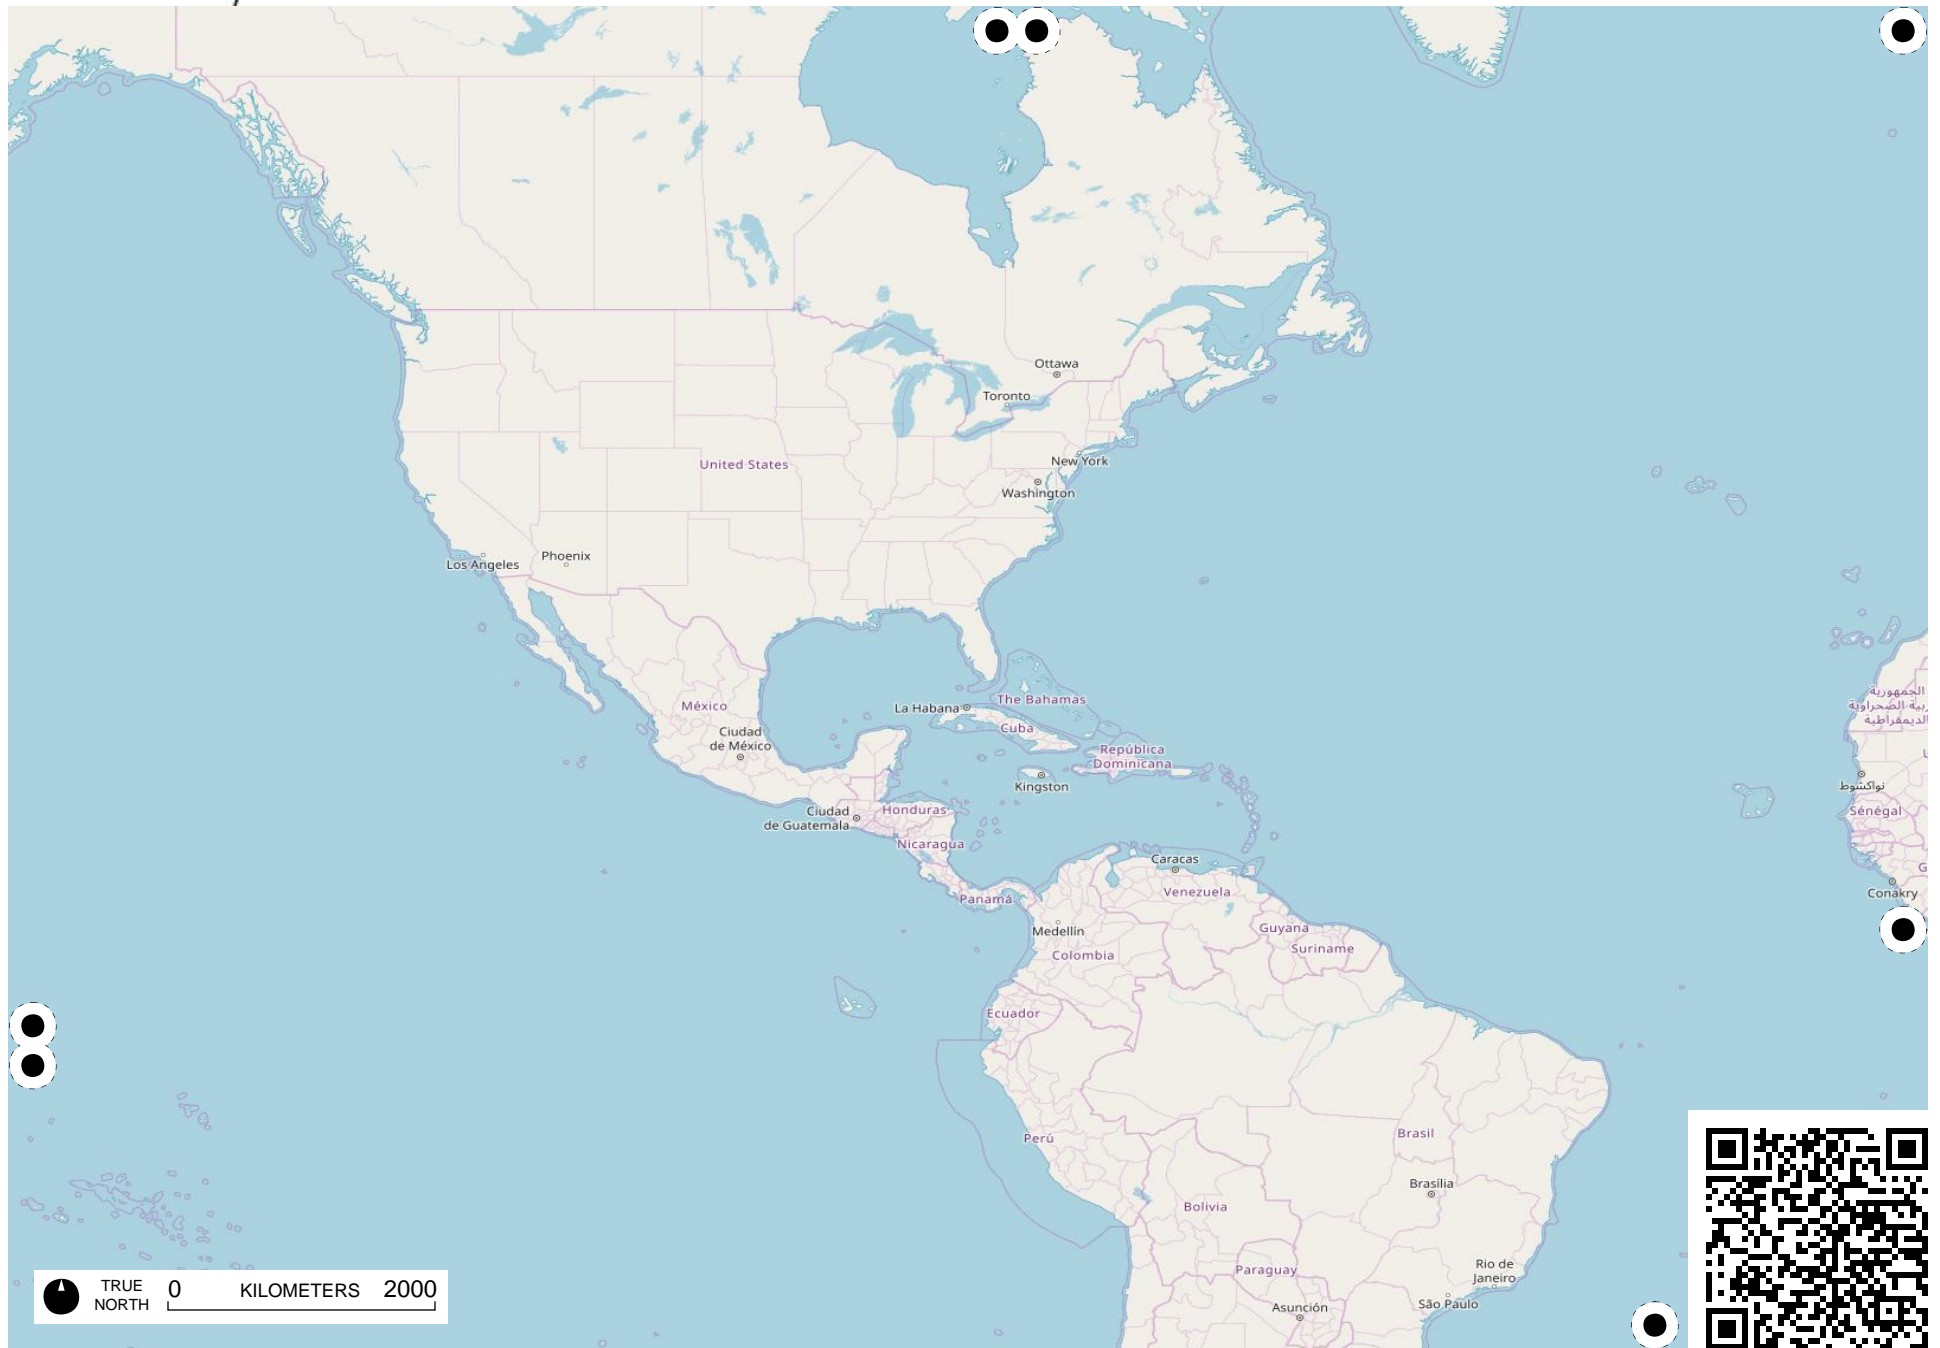 Ottawa
Toronto
New York
United States
Washington
Phoenix
Los Angeles
الجمهورية
México
La Habana
The Bahamas
Cuba
Ciudad
de México
República
Dominicana
Kingston
نواكشوط
Ciudad
de Guatemala
Honduras
Sénégal
Nicaragua
Caracas
Venezuela
Conakry
Panamá
Medellín
Guyana
Suriname
Colombia
Ecuador
Perú
Brasil
Brasília
Bolivia
Paraguay
Rio de
Janeiro
São Paulo
Asunción
TRUE
NORTH
0 KILOMETERS 2000